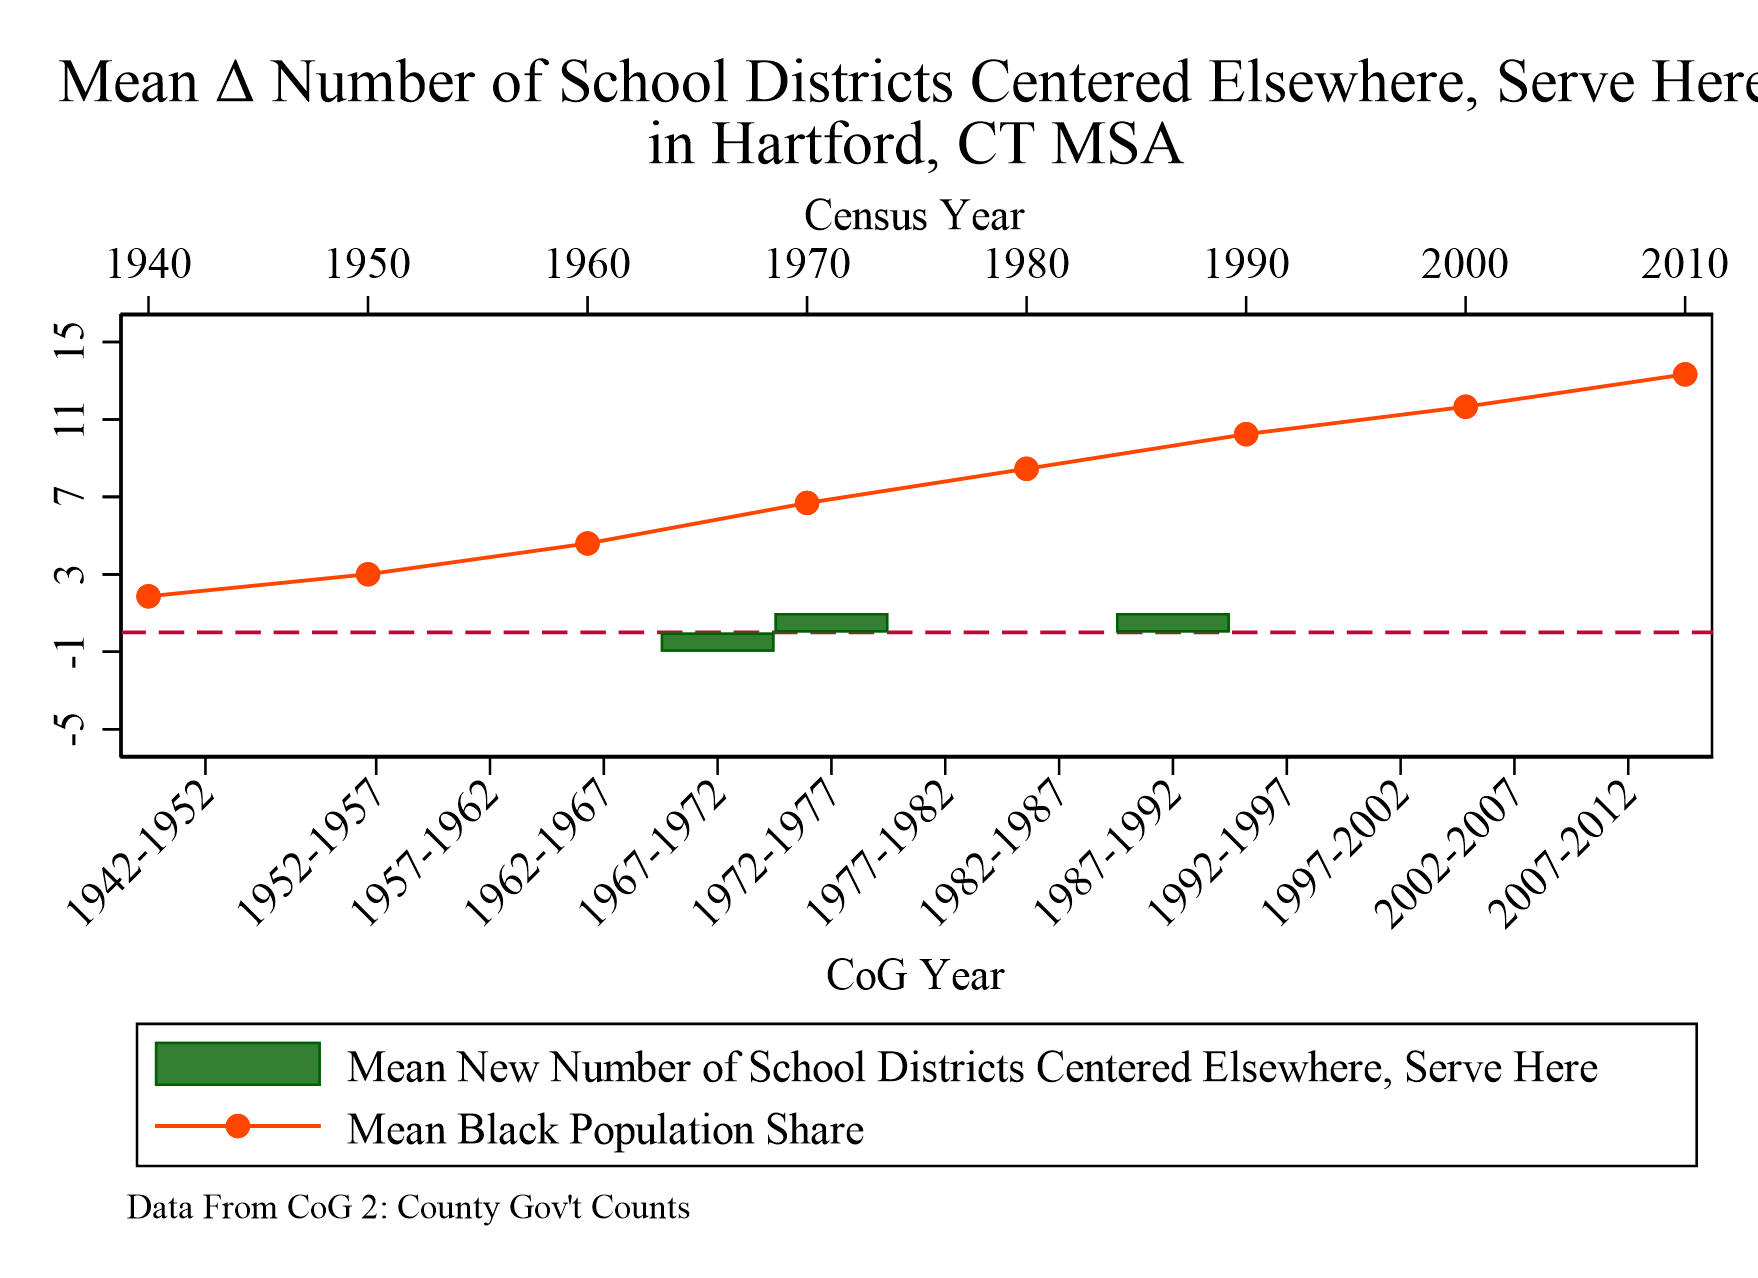 Mean Δ Number of School Districts Centered Elsewhere, Serve Here
in Hartford, CT MSA
Census Year
1940 1950 1960 1970 1980 1990 2000 2010
15
11
7
3
-1
-5
1942-1952 1952-1957 1957-1962 1962-1967 1967-1972 1972-1977 1977-1982 1982-1987 1987-1992 1992-1997 1997-2002 2002-2007 2007-2012
CoG Year
Mean New Number of School Districts Centered Elsewhere, Serve Here
Mean Black Population Share
Data From CoG 2: County Gov't Counts